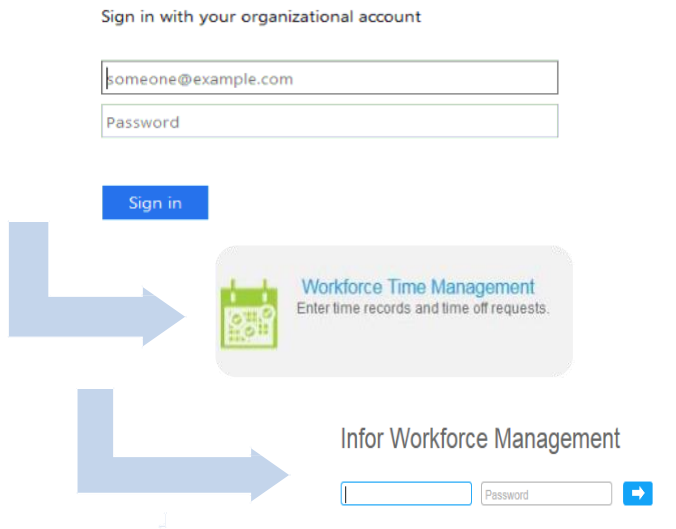 Sign in with your organizational account
someone@example.com
Password
Sign in
Workforce Time Management
Enter time records and time off requests.
Infor Workforce Management
Password